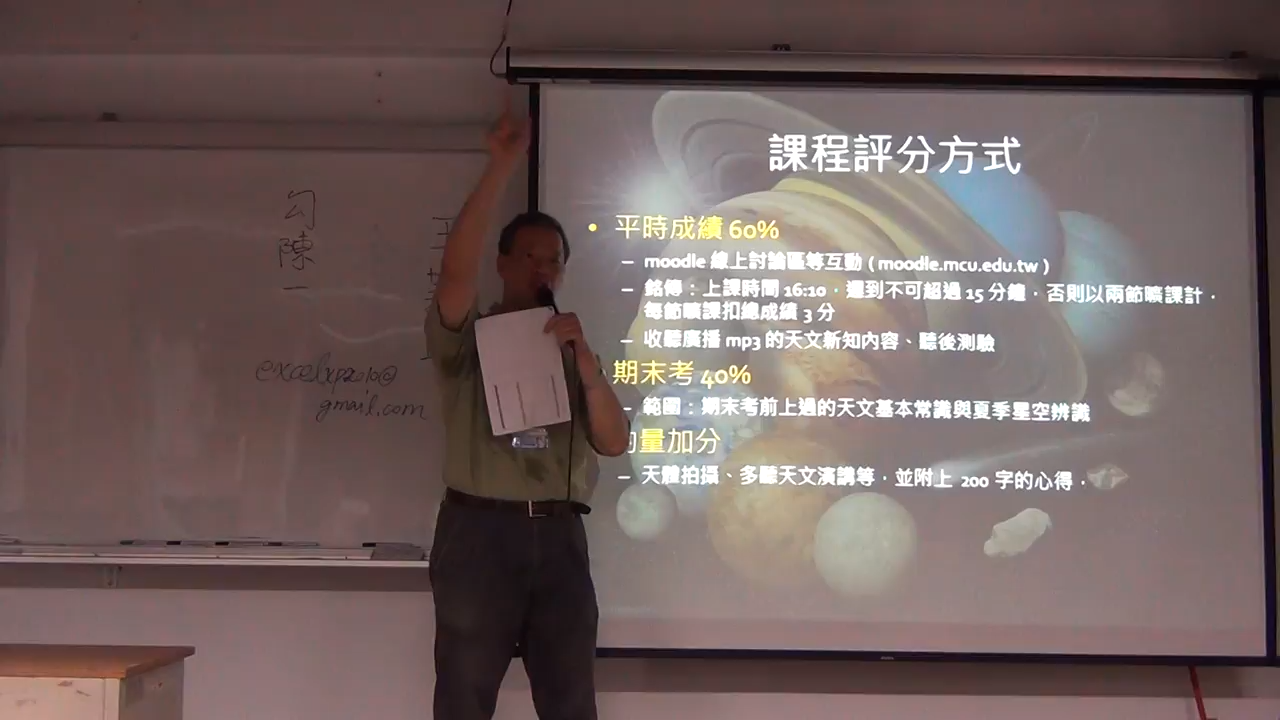 勾
陳
一
excelxp2010@
gmail.com
課程評分方式
• 平時成績 60%
– moodle 線上討論區等互動 ( moodle.mcu.edu.tw )
– 銘傳：上課時間 16:10，遲到不可超過 15 分鐘，否則以兩節曠課計，
每節曠課扣總成績 3 分
– 收聽廣播 mp3 的天文新知內容、聽後測驗
期末考 40%
– 範圍：期末考前上過的天文基本常識與夏季星空辨識
量加分
– 天體拍攝、多聽天文演講等，並附上 200 字的心得，